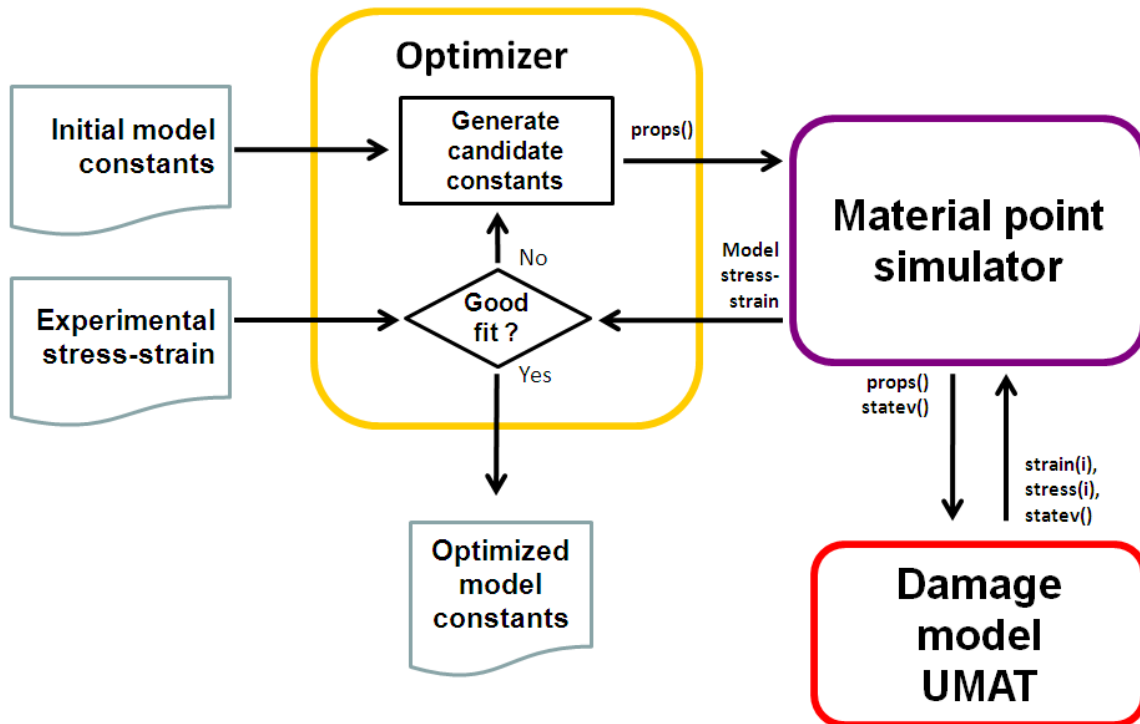 Optimizer
Initial model
constants
Generate
candidate
constants
props()
Material point
simulator
No
Model
stress-
strain
Experimental
stress-strain
Good
fit ?
Yes
props()
statev()
strain(i),
stress(i),
statev()
Optimized
model
constants
Damage
model
UMAT